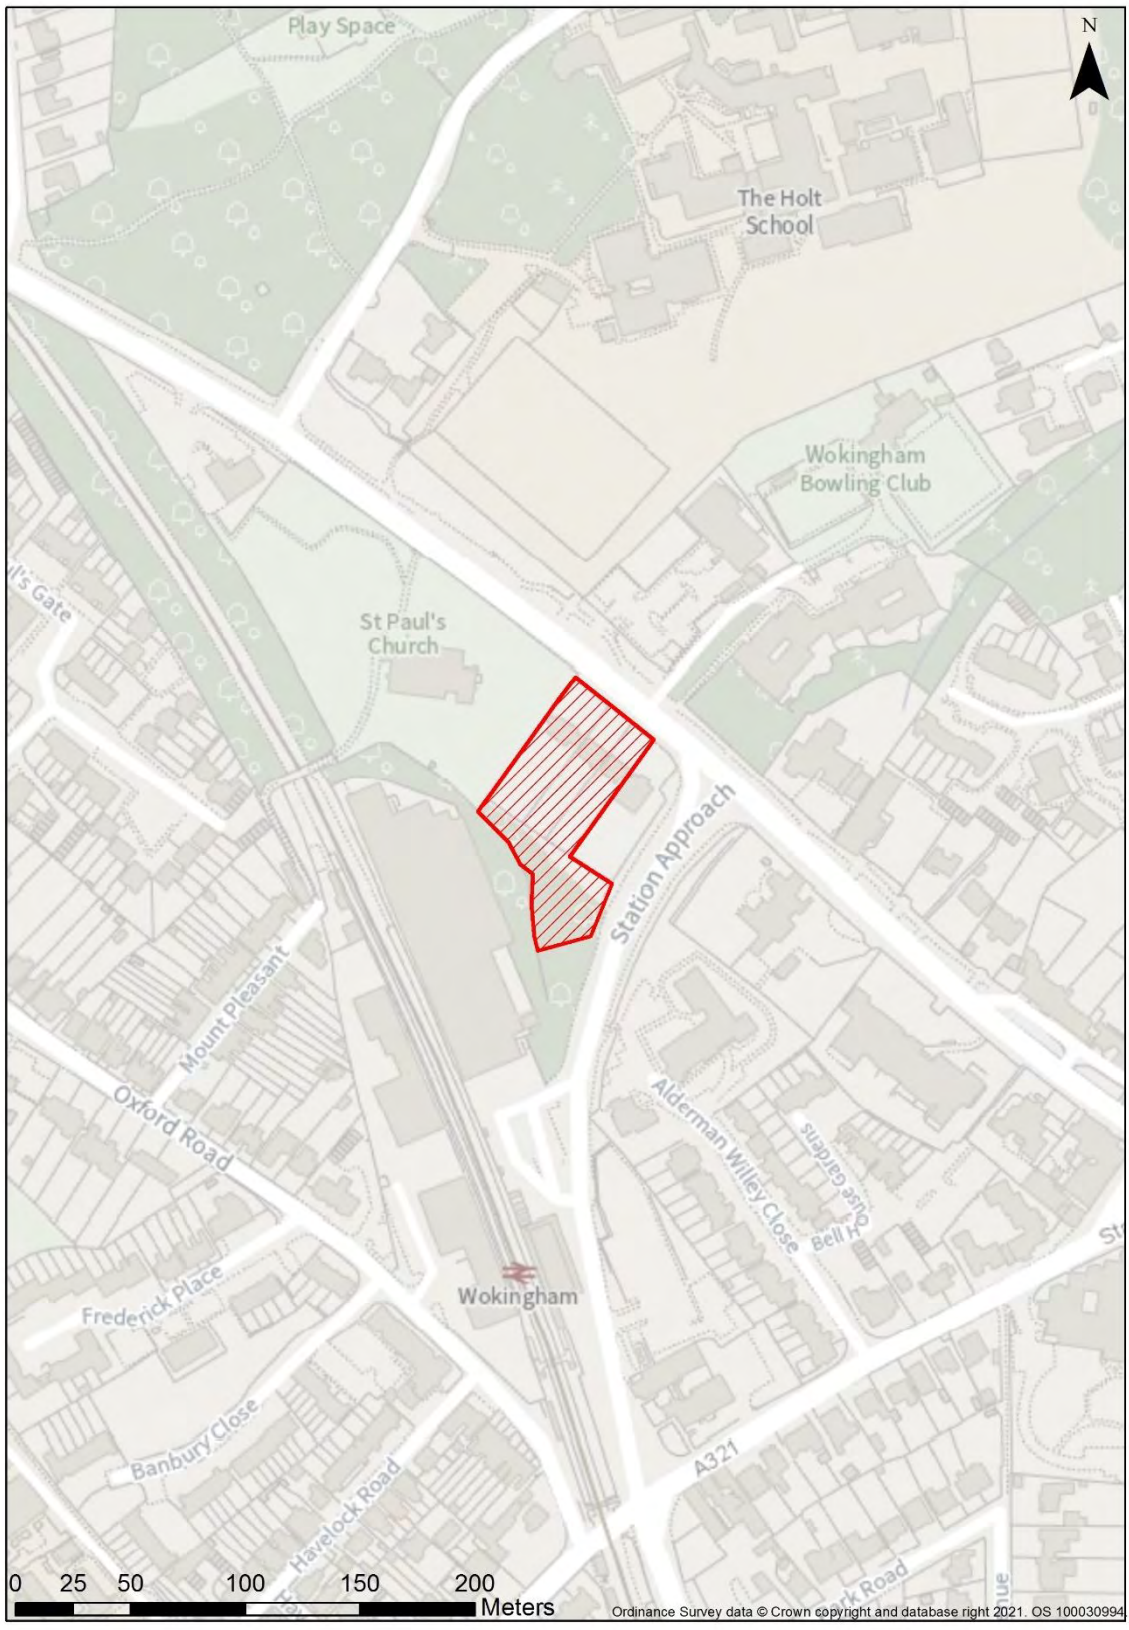 Play Space
N
The Holt
School
Wokingham
Bowling Club
St Paul's
Church
Gate
Station Approach
Mount Pleasant
Oxford Road
Alderman Willey Close
Ouse Gardens
Bell H
Frederick Place
Wokingham
Banbury Close
A321
Havelock Road
Road
0 25 50 100 150 200
Meters
Ordinance Survey data © Crown copyright and database right 2021. OS 100030994.